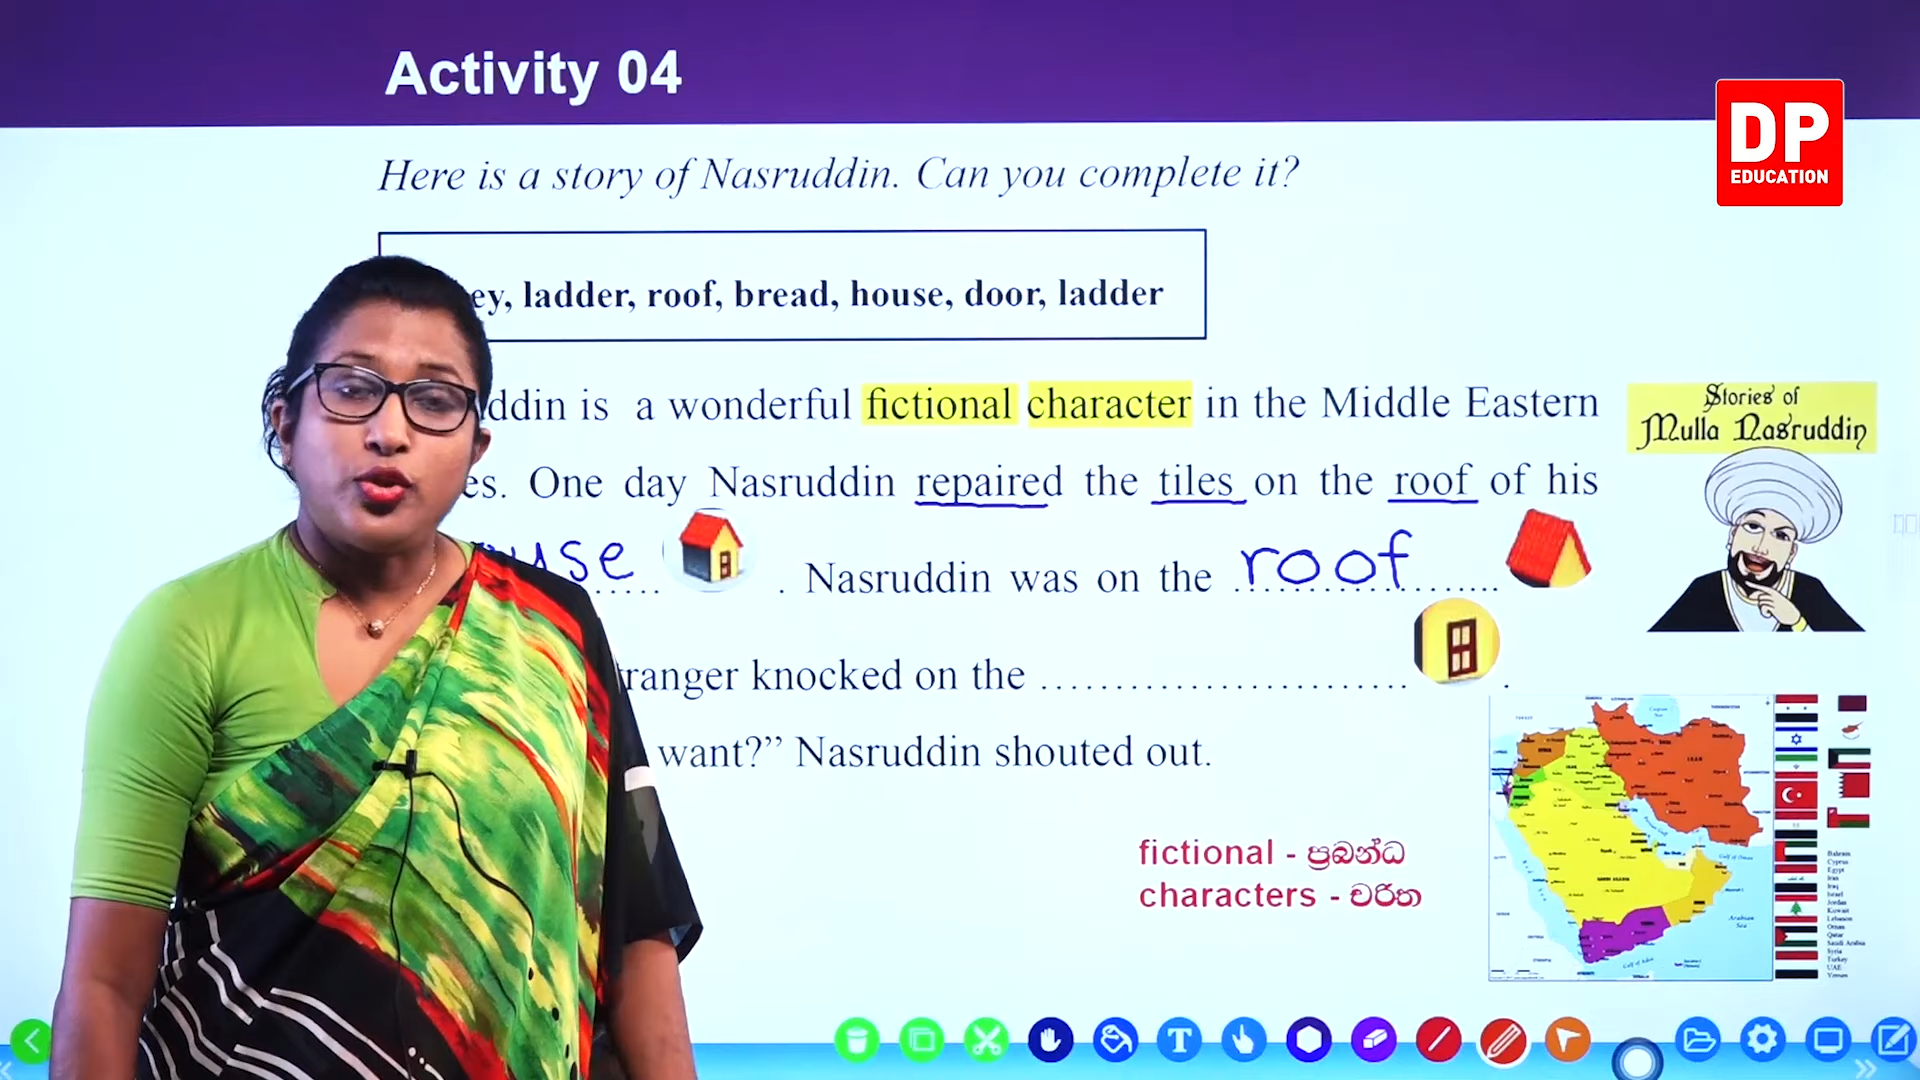 Activity 04
DP
EDUCATION
Here is a story of Nasruddin. Can you complete it?
ey, ladder, roof, bread, house, door, ladder
ddin is a wonderful fictional character in the Middle Eastern
es. One day Nasruddin repaired the tiles on the roof of his
use ..... . Nasruddin was on the roof
ranger knocked on the ......................... .
want?” Nasruddin shouted out.
Stories of
Mulla Nasruddin
fictional - ප්‍රබන්ධ
characters - චරිත